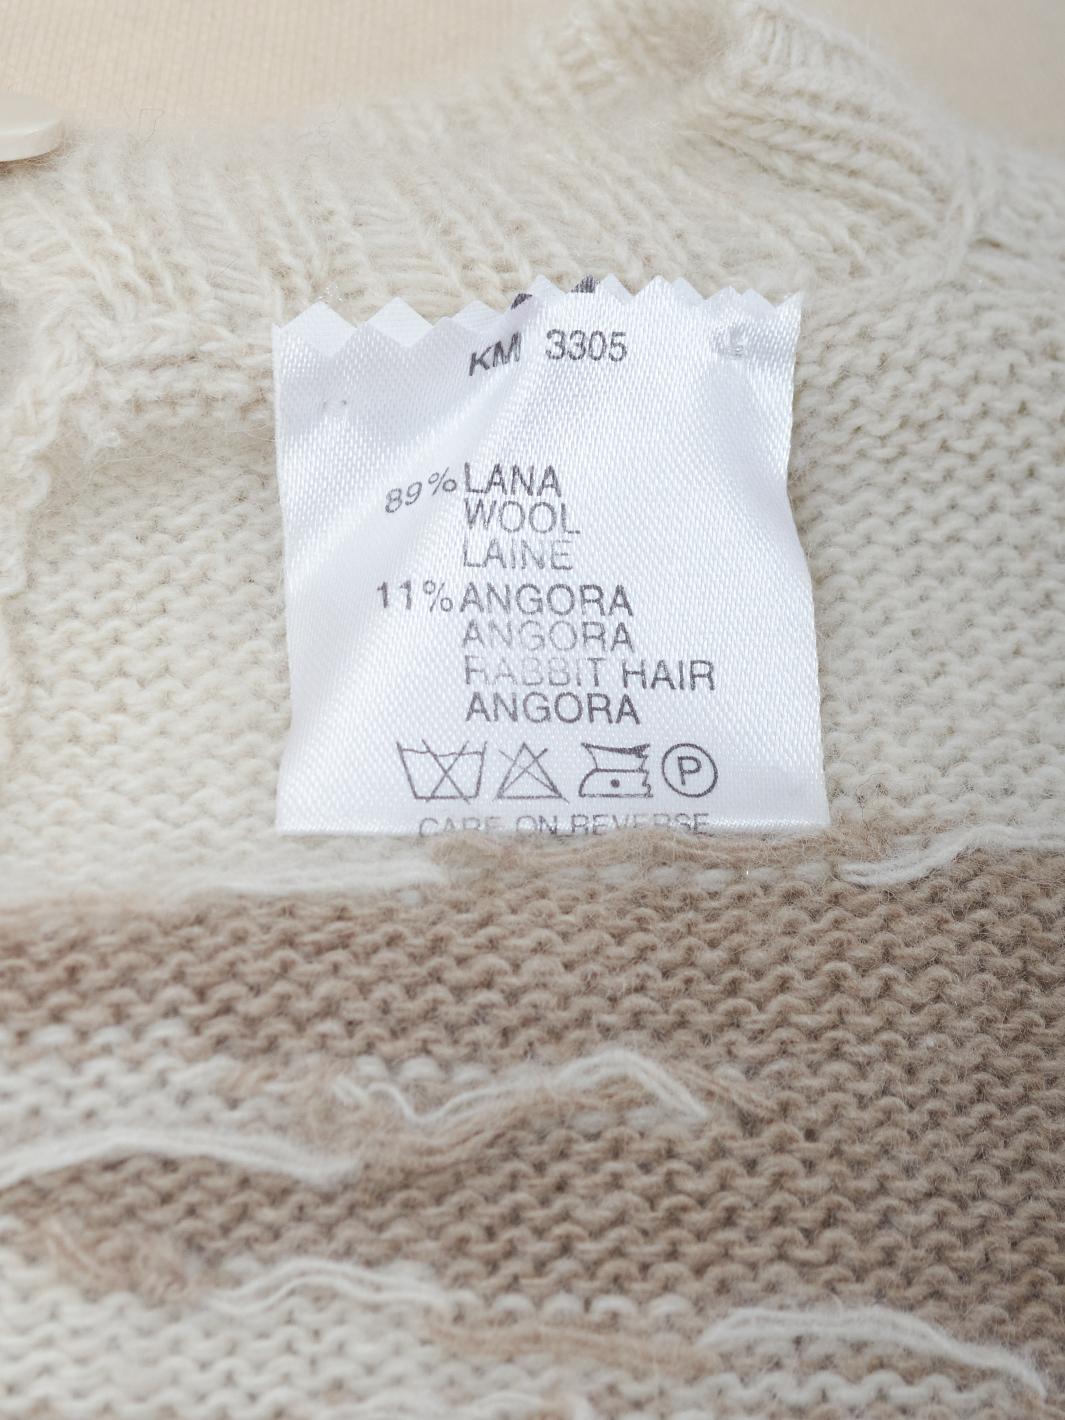 KM 3305
89% LANA
WOOL
LAINE
11% ANGORA
ANGORA
RABBIT HAIR
ANGORA
P
CARE ON REVERSE